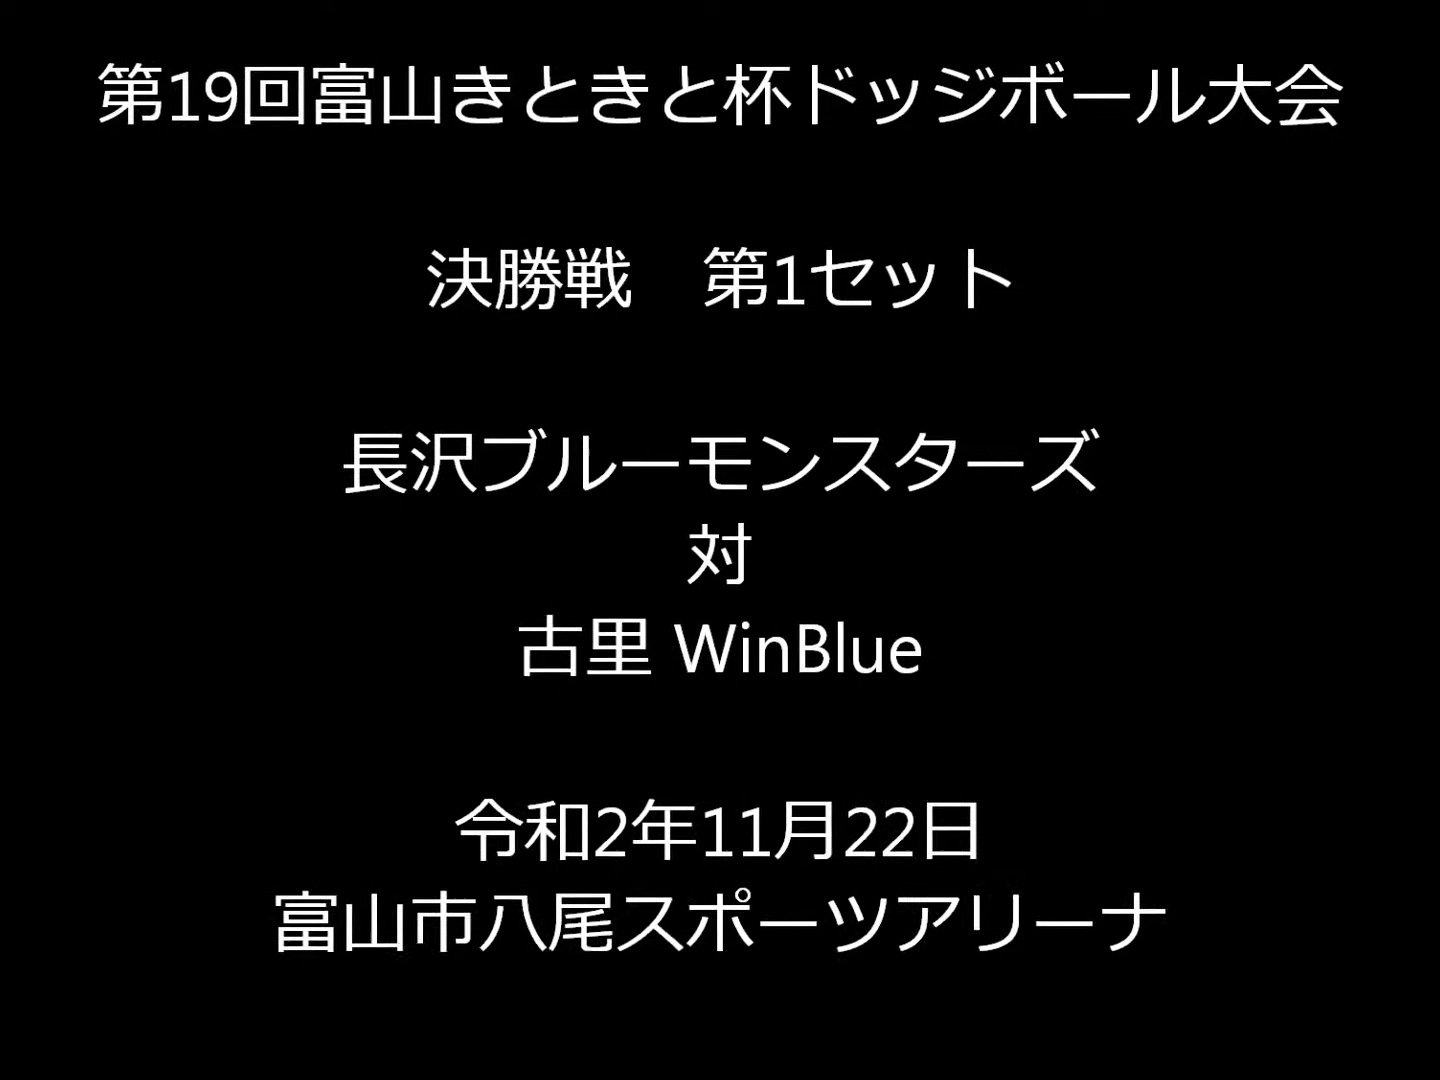 第19回富山きときと杯ドッジボール大会
決勝戦　第1セット
長沢ブルーモンスターズ
対
古里 WinBlue
令和2年11月22日
富山市八尾スポーツアリーナ